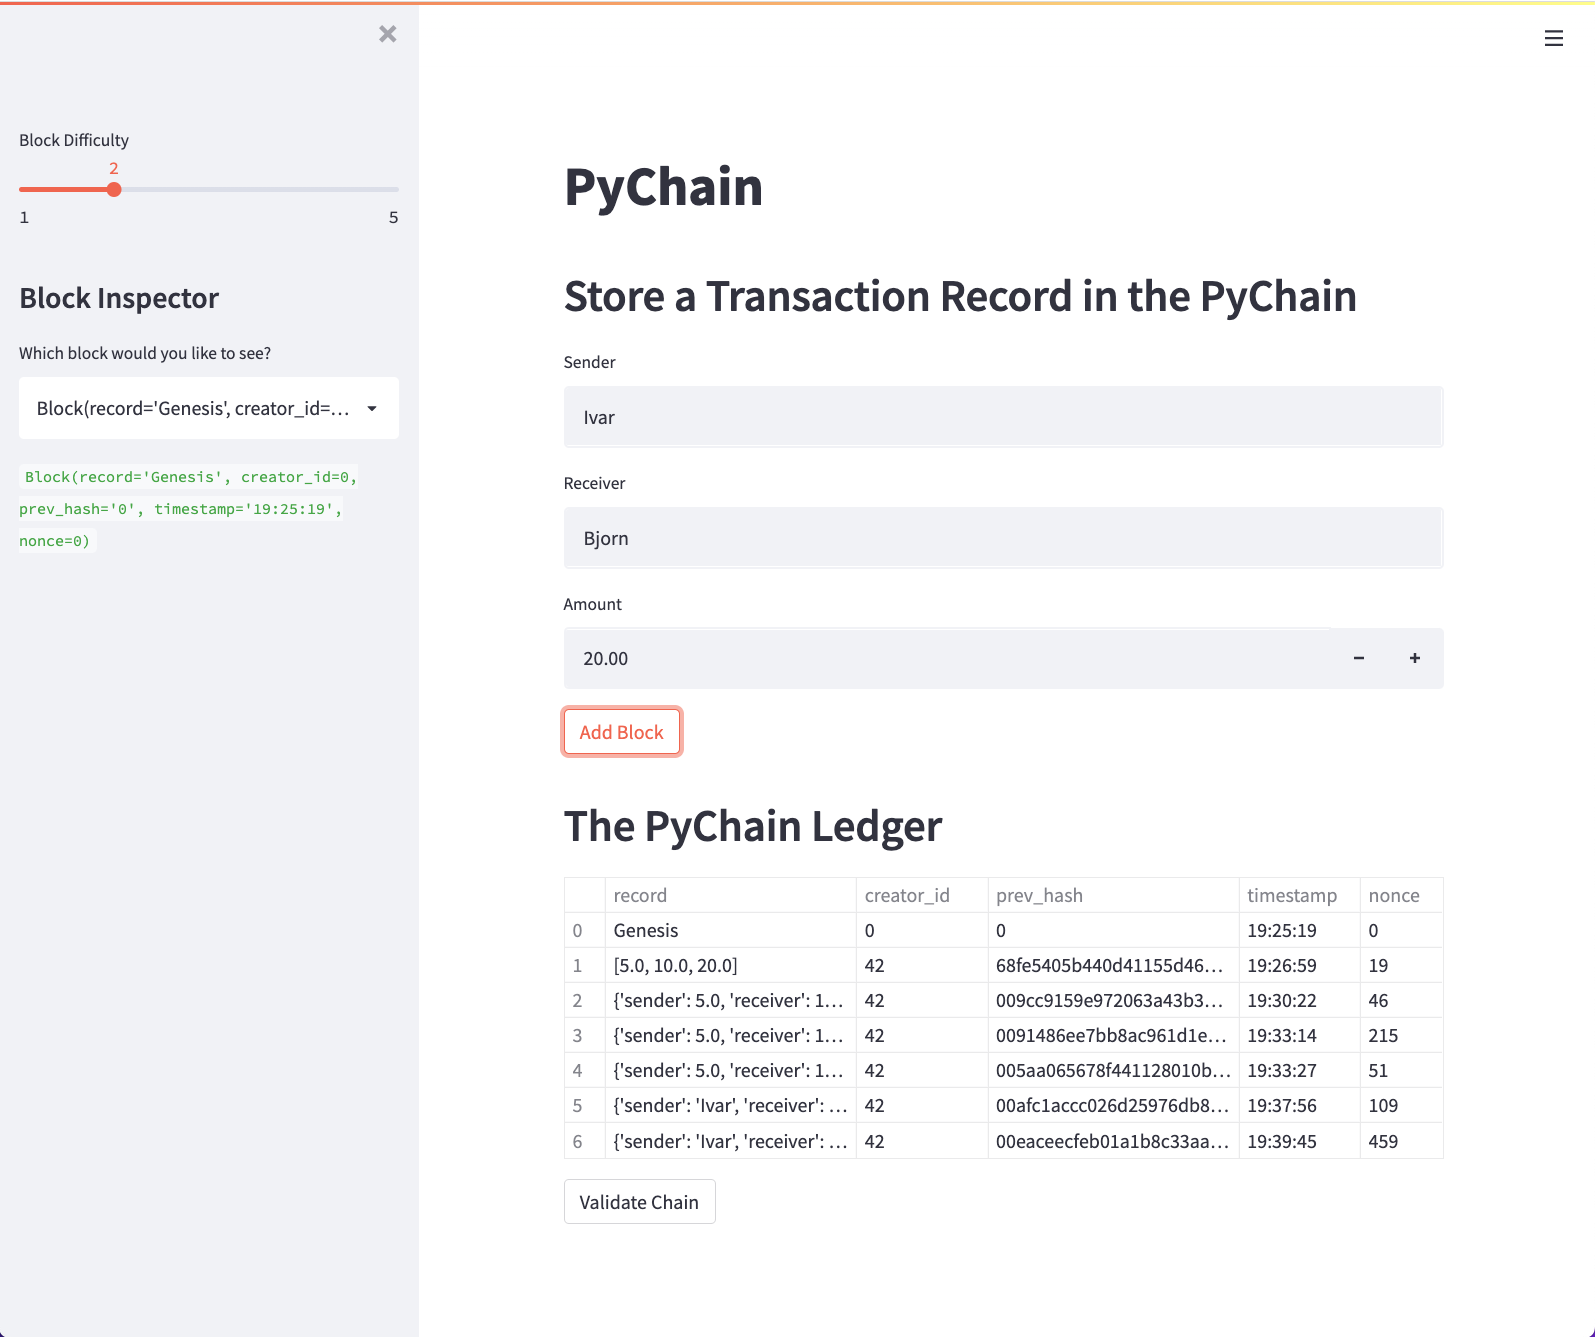 Block Difficulty
2
1 5
Block Inspector
Which block would you like to see?
Block(record='Genesis', creator_id=...
Block(record='Genesis', creator_id=0,
prev_hash='0', timestamp='19:25:19',
nonce=0)
PyChain
Store a Transaction Record in the PyChain
Sender
Ivar
Receiver
Bjorn
Amount
20.00 − +
Add Block
The PyChain Ledger
record creator_id prev_hash timestamp nonce
0 Genesis 0 0 19:25:19 0
1 [5.0, 10.0, 20.0] 42 68fe5405b440d41155d46... 19:26:59 19
2 {'sender': 5.0, 'receiver': 1... 42 009cc9159e972063a43b3... 19:30:22 46
3 {'sender': 5.0, 'receiver': 1... 42 0091486ee7bb8ac961d1e... 19:33:14 215
4 {'sender': 5.0, 'receiver': 1... 42 005aa065678f441128010b... 19:33:27 51
5 {'sender': 'Ivar', 'receiver': ... 42 00afc1accc026d25976db8... 19:37:56 109
6 {'sender': 'Ivar', 'receiver': ... 42 00eaceecfeb01a1b8c33aa... 19:39:45 459
Validate Chain